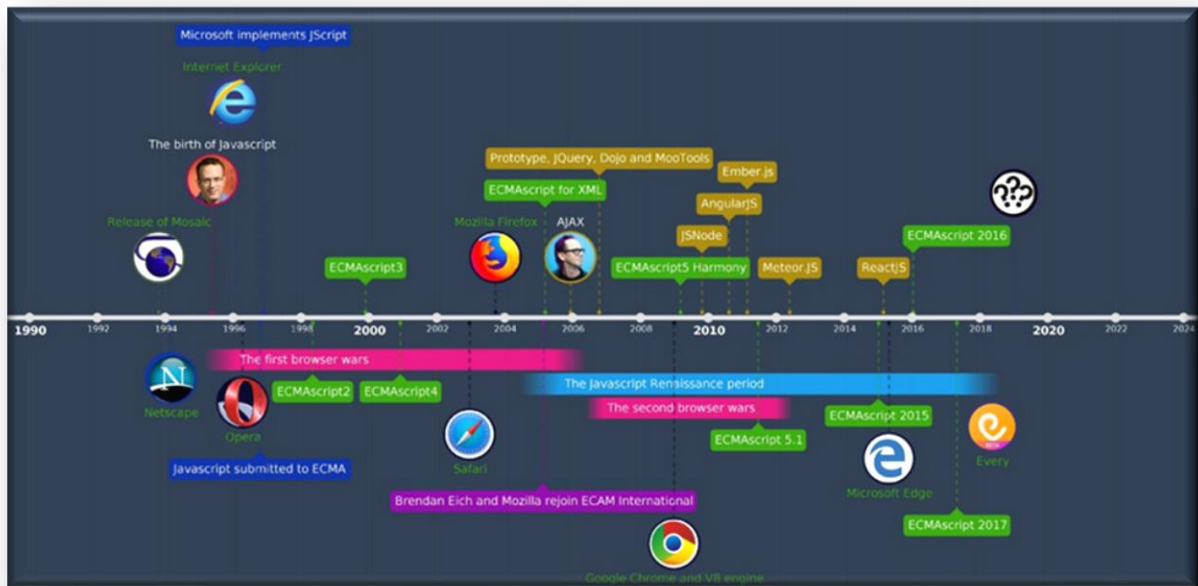 Microsoft implements JScript
Internet Explorer
The birth of Javascript
Prototype, JQuery, Dojo and MooTools
Ember.js
ECMAscript for XML
AngularJS
Release of Mosaic
Mozilla Firefox
AJAX
JSNode
ECMAscript 2016
ECMAscript3
ECMAscript5 Harmony
Meteor.JS
ReactJS
???
1990 1992 1994 1996 1998 2000 2002 2004 2006 2008 2010 2012 2014 2016 2018 2020 2022 2024
The first browser wars
The Javascript Renaissance period
N
ECMAscript2
ECMAscript4
The second browser wars
Netscape
ECMAscript 2015
Opera
ECMAscript 5.1
Javascript submitted to ECMA
Safari
Every
Microsoft Edge
Brendan Eich and Mozilla rejoin ECAM International
ECMAscript 2017
Google Chrome and V8 engine